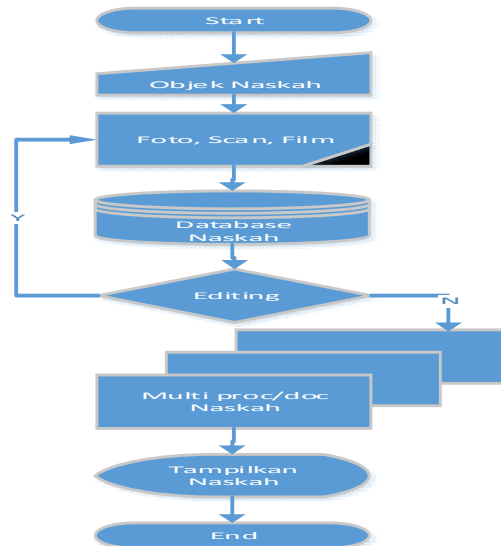 Start
Objek Naskah
Foto, Scan, Film
Database
Naskah
Y
Editing
N
Multi proc/doc
Naskah
Tampilkan
Naskah
End